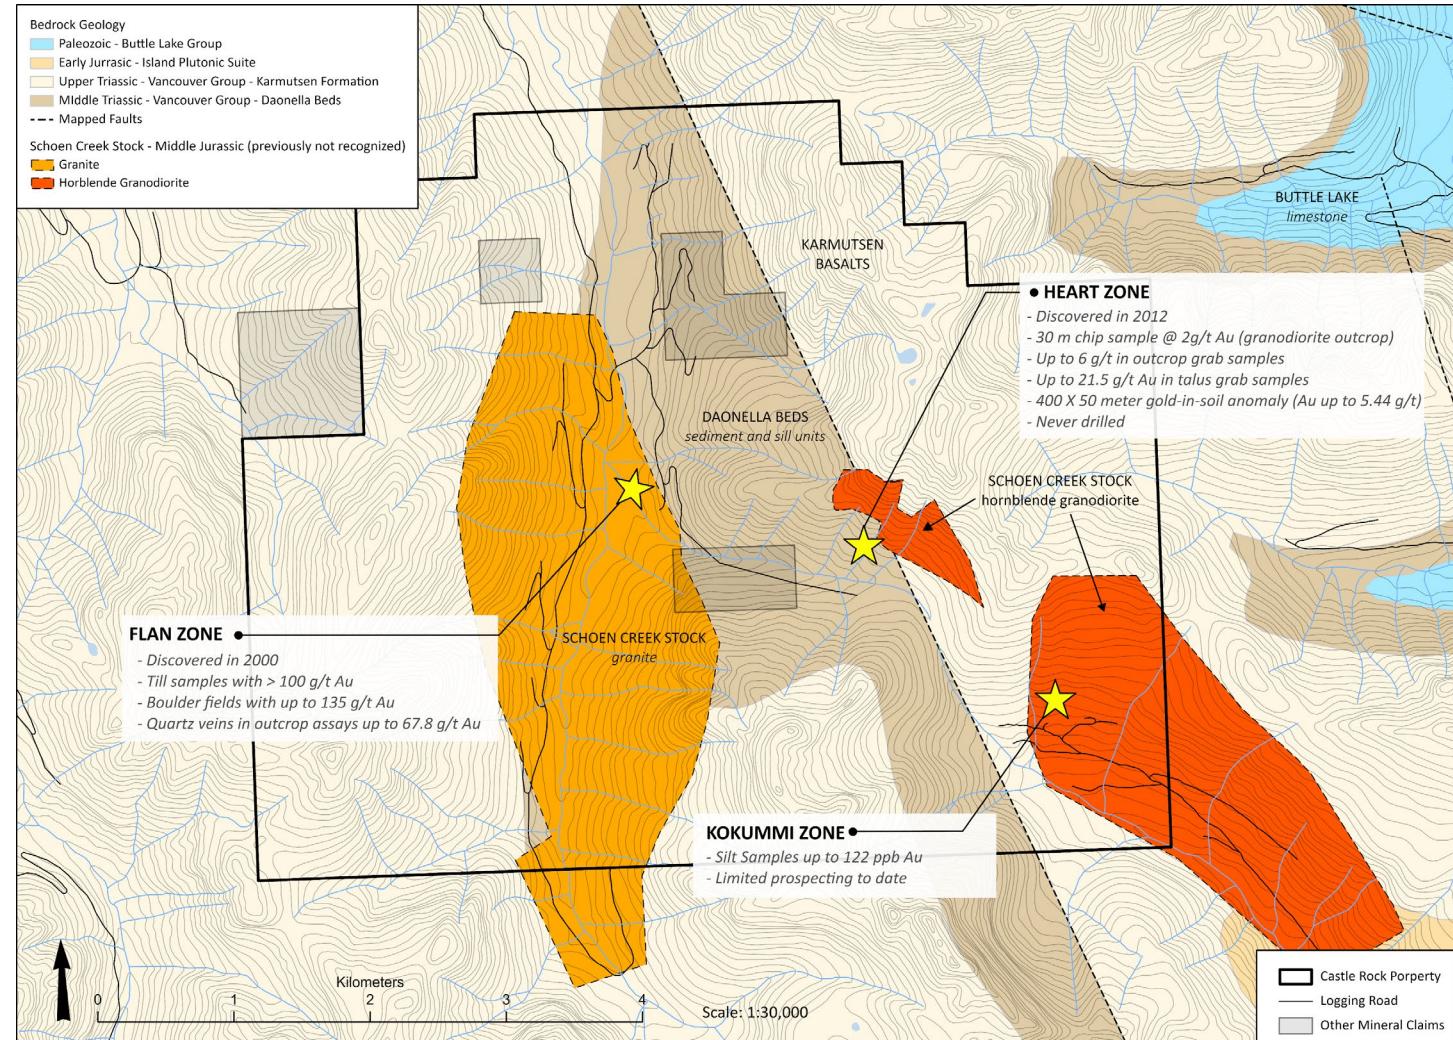 Bedrock Geology
Paleozoic - Buttle Lake Group
Early Jurrasic - Island Plutonic Suite
Upper Triassic - Vancouver Group - Karmutsen Formation
MIddle Triassic - Vancouver Group - Daonella Beds
Mapped Faults
Schoen Creek Stock - Middle Jurassic (previously not recognized)
Granite
Horblende Granodiorite
BUTTLE LAKE
limestone
KARMUTSEN
BASALTS
HEART ZONE
- Discovered in 2012
- 30 m chip sample @ 2g/t Au (granodiorite outcrop)
- Up to 6 g/t in outcrop grab samples
- Up to 21.5 g/t Au in talus grab samples
- 400 X 50 meter gold-in-soil anomaly (Au up to 5.44 g/t)
- Never drilled
DAONELLA BEDS
sediment and sill units
SCHOEN CREEK STOCK
hornblende granodiorite
FLAN ZONE
- Discovered in 2000
- Till samples with > 100 g/t Au
- Boulder fields with up to 135 g/t Au
- Quartz veins in outcrop assays up to 67.8 g/t Au
SCHOEN CREEK STOCK
granite
KOKUMMI ZONE
- Silt Samples up to 122 ppb Au
- Limited prospecting to date
Kilometers
0 1 2 3 4
Scale: 1:30,000
Castle Rock Porperty
Logging Road
Other Mineral Claims